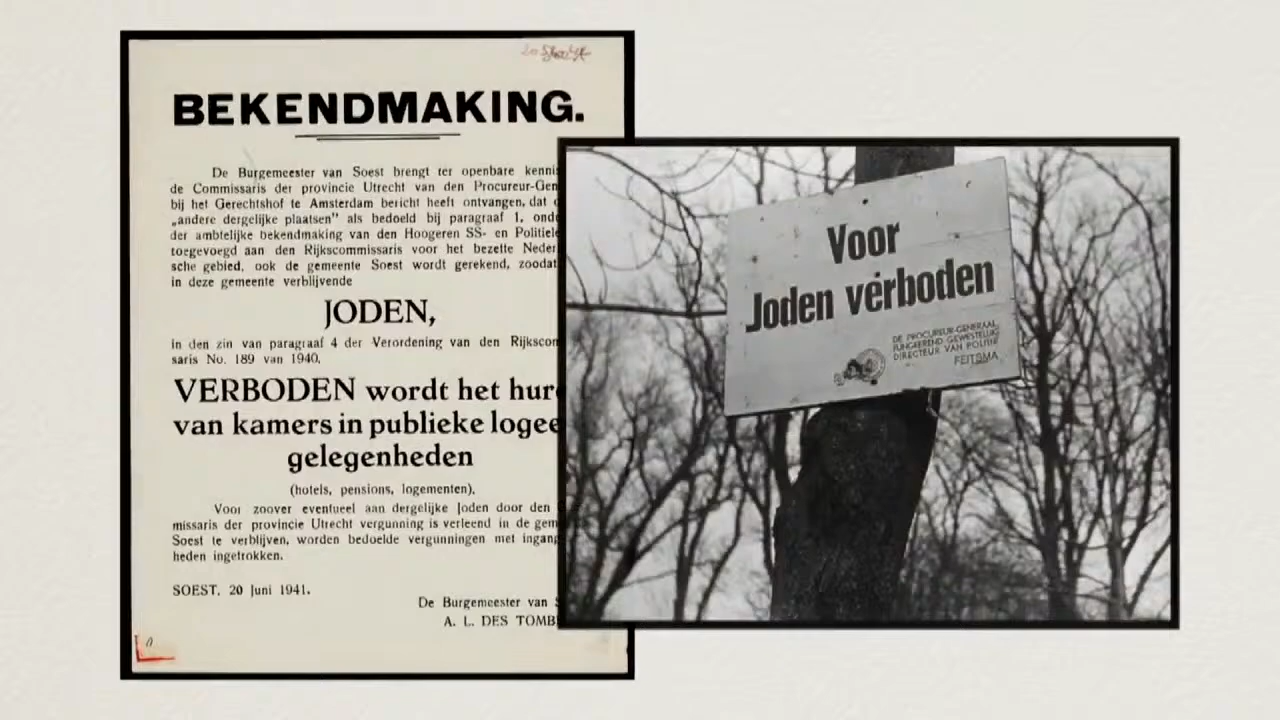 BEKENDMAKING.
De Burgemeester van Soest brengt ter openbare kennis
de Commissaris der provincie Utrecht van den Procureur-Gen
bij het Gerechtshof te Amsterdam bericht heeft ontvangen, dat
„andere dergelijke plaatsen” als bedoeld bij paragraaf 1, onde
der ambtelijke bekendmaking van den Hoogeren SS- en Politiele
toegevoegd aan den Rijkscommissaris voor het bezette Neder
sche gebied, ook de gemeente Soest wordt gerekend, zoodat
in deze gemeente verblijvende
JODEN,
in den zin van paragraaf 4 der Verordening van den Rijkscom
saris No. 189 van 1940,
VERBODEN wordt het hure
van kamers in publieke logee
gelegenheden
(hotels, pensions, logementen).
Voor zoover eventueel aan dergelijke Joden door den
missaris der provincie Utrecht vergunning is verleend in de gem
Soest te verblijven, worden bedoelde vergunningen met ingang
heden ingetrokken.
SOEST, 20 Juni 1941.
De Burgemeester van S
A. L. DES TOMB
Voor
Joden verboden
DE PROCUREUR-GENERAAL,
FUNGEEREND GEWESTELIJK
DIRECTEUR VAN POLITIE
FEITSMA